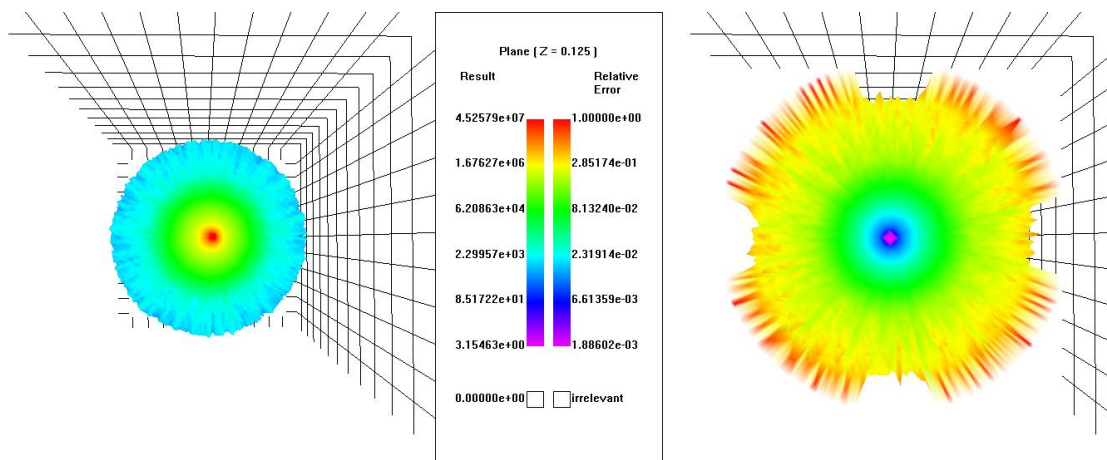 Plane ( Z = 0.125 )
Result Relative Error
4.52579e+07 1.00000e+00
1.67627e+06 2.85174e-01
6.20863e+04 8.13240e-02
2.29957e+03 2.31914e-02
8.51722e+01 6.61359e-03
3.15463e+00 1.88602e-03
0.00000e+00 irrelevant